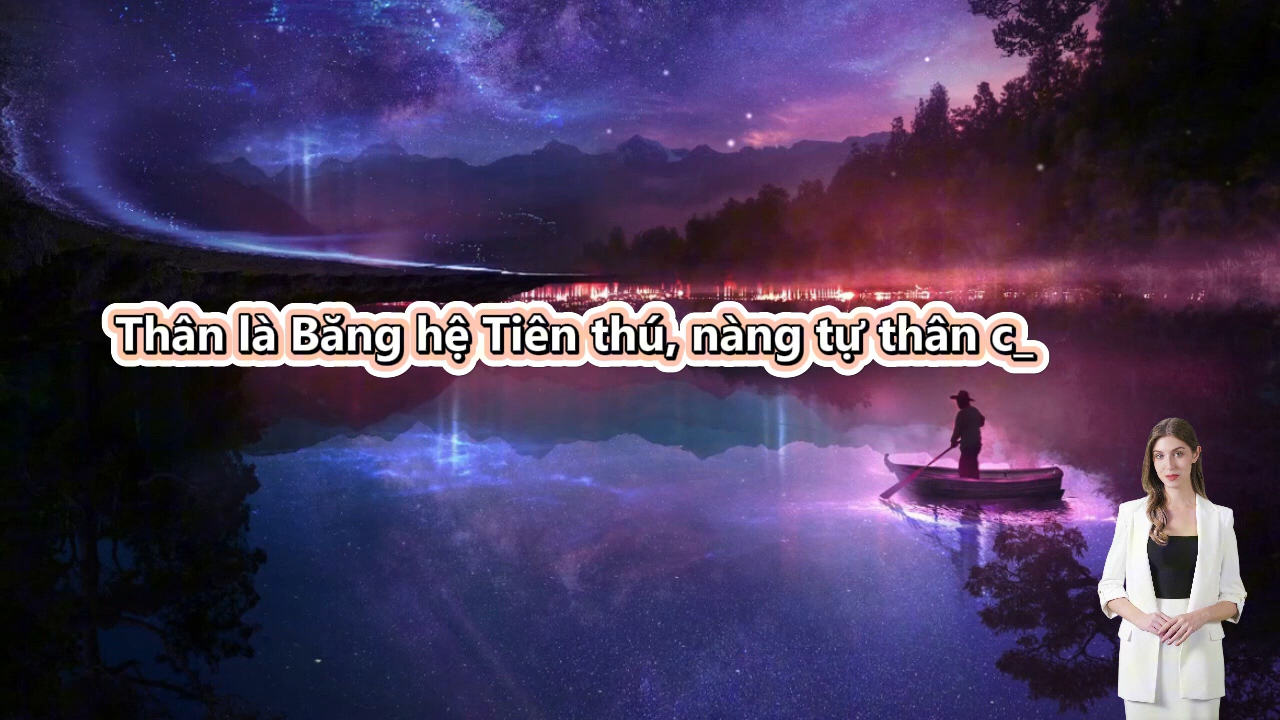 Thân là Băng hệ Tiên thú, nàng tự thân c_